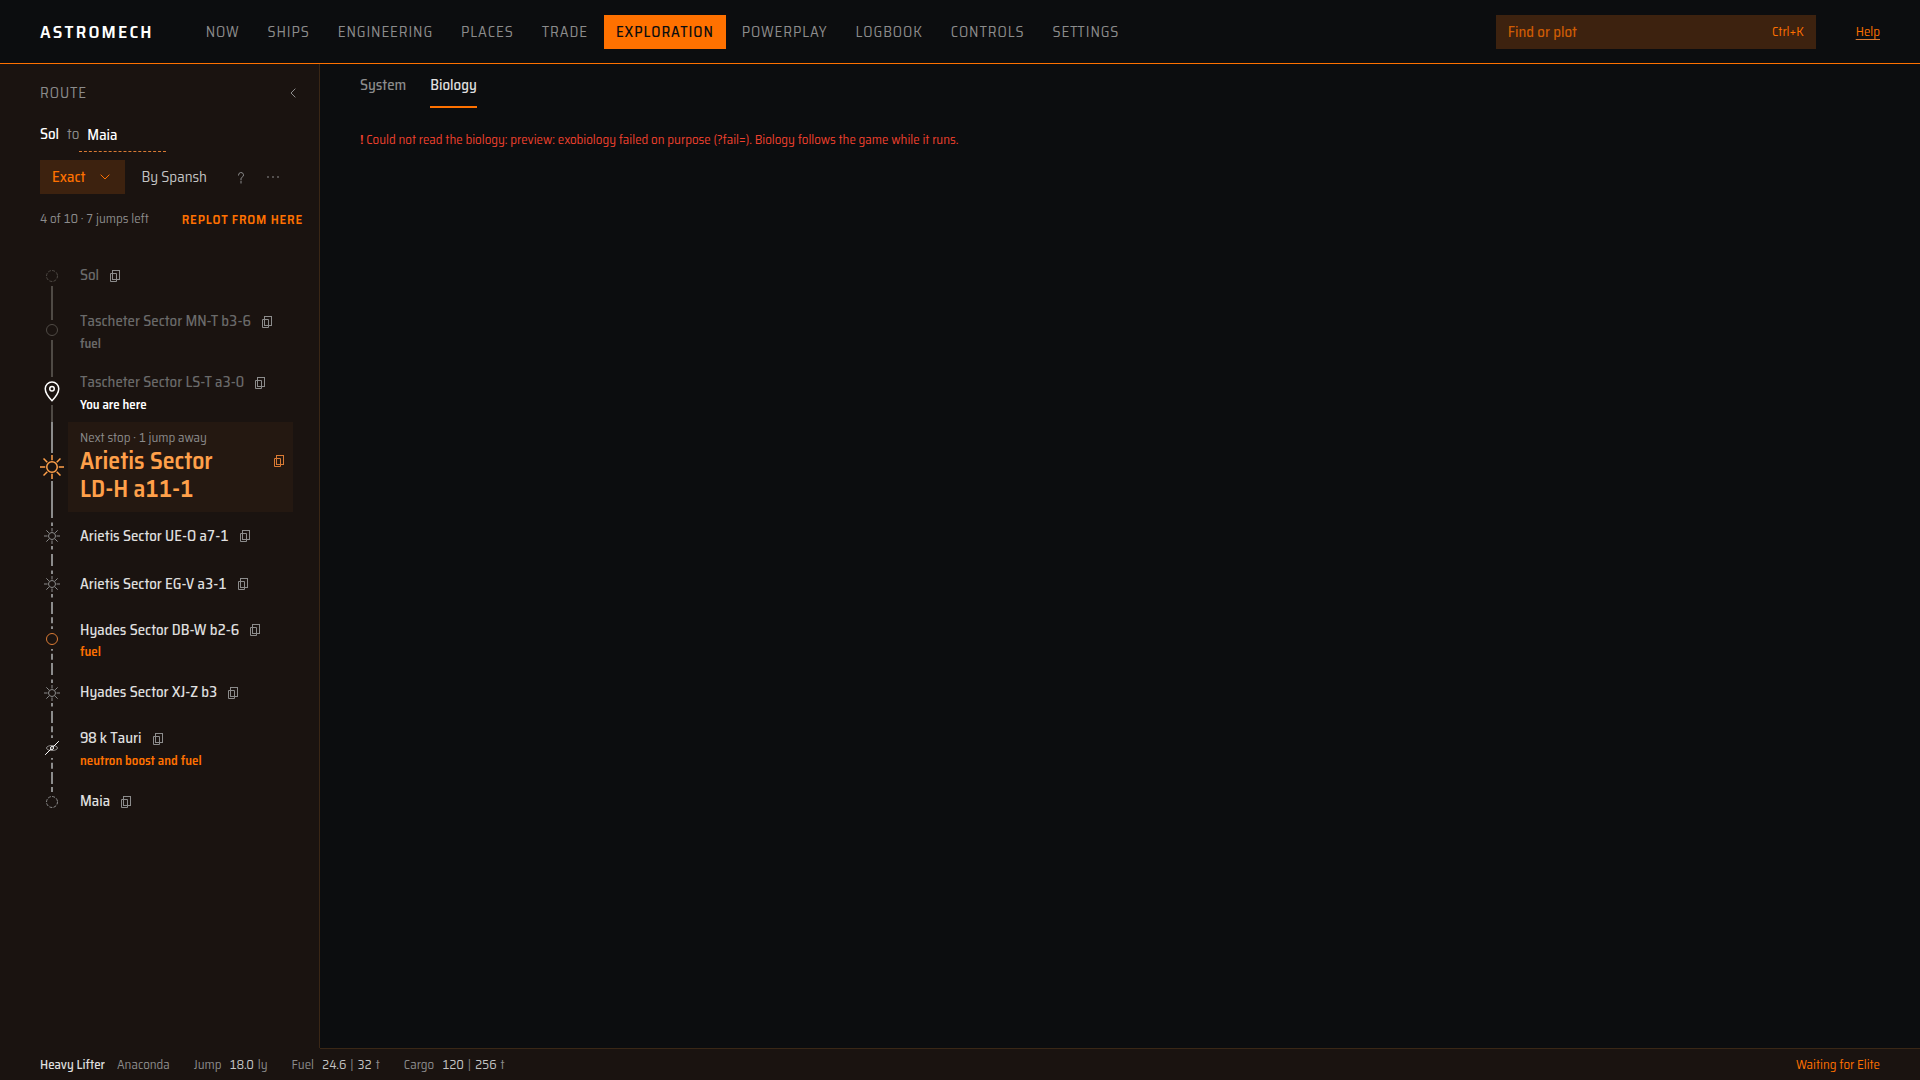 ASTROMECH NOW SHIPS ENGINEERING PLACES TRADE EXPLORATION POWERPLAY LOGBOOK CONTROLS SETTINGS Find or plot Ctrl+K Help
ROUTE
System Biology
Sol to Maia
! Could not read the biology: preview: exobiology failed on purpose (?fail=). Biology follows the game while it runs.
Exact By Spansh ? ...
4 of 10 · 7 jumps left REPLOT FROM HERE
Sol
Tascheter Sector MN-T b3-6
fuel
Tascheter Sector LS-T a3-0
You are here
Next stop · 1 jump away
Arietis Sector
LD-H a11-1
Arietis Sector UE-O a7-1
Arietis Sector EG-V a3-1
Hyades Sector DB-W b2-6
fuel
Hyades Sector XJ-Z b3
98 k Tauri
neutron boost and fuel
Maia
Heavy Lifter Anaconda Jump 18.0 ly Fuel 24.6 | 32 t Cargo 120 | 256 t Waiting for Elite